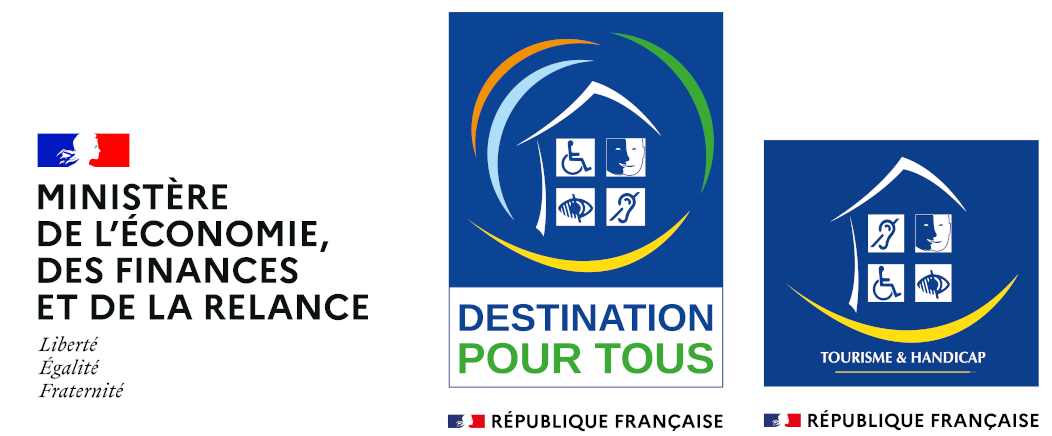 MINISTÈRE
DE L'ÉCONOMIE,
DES FINANCES
ET DE LA RELANCE
Liberté
Égalité
Fraternité
DESTINATION
POUR TOUS
RÉPUBLIQUE FRANÇAISE
TOURISME & HANDICAP
RÉPUBLIQUE FRANÇAISE